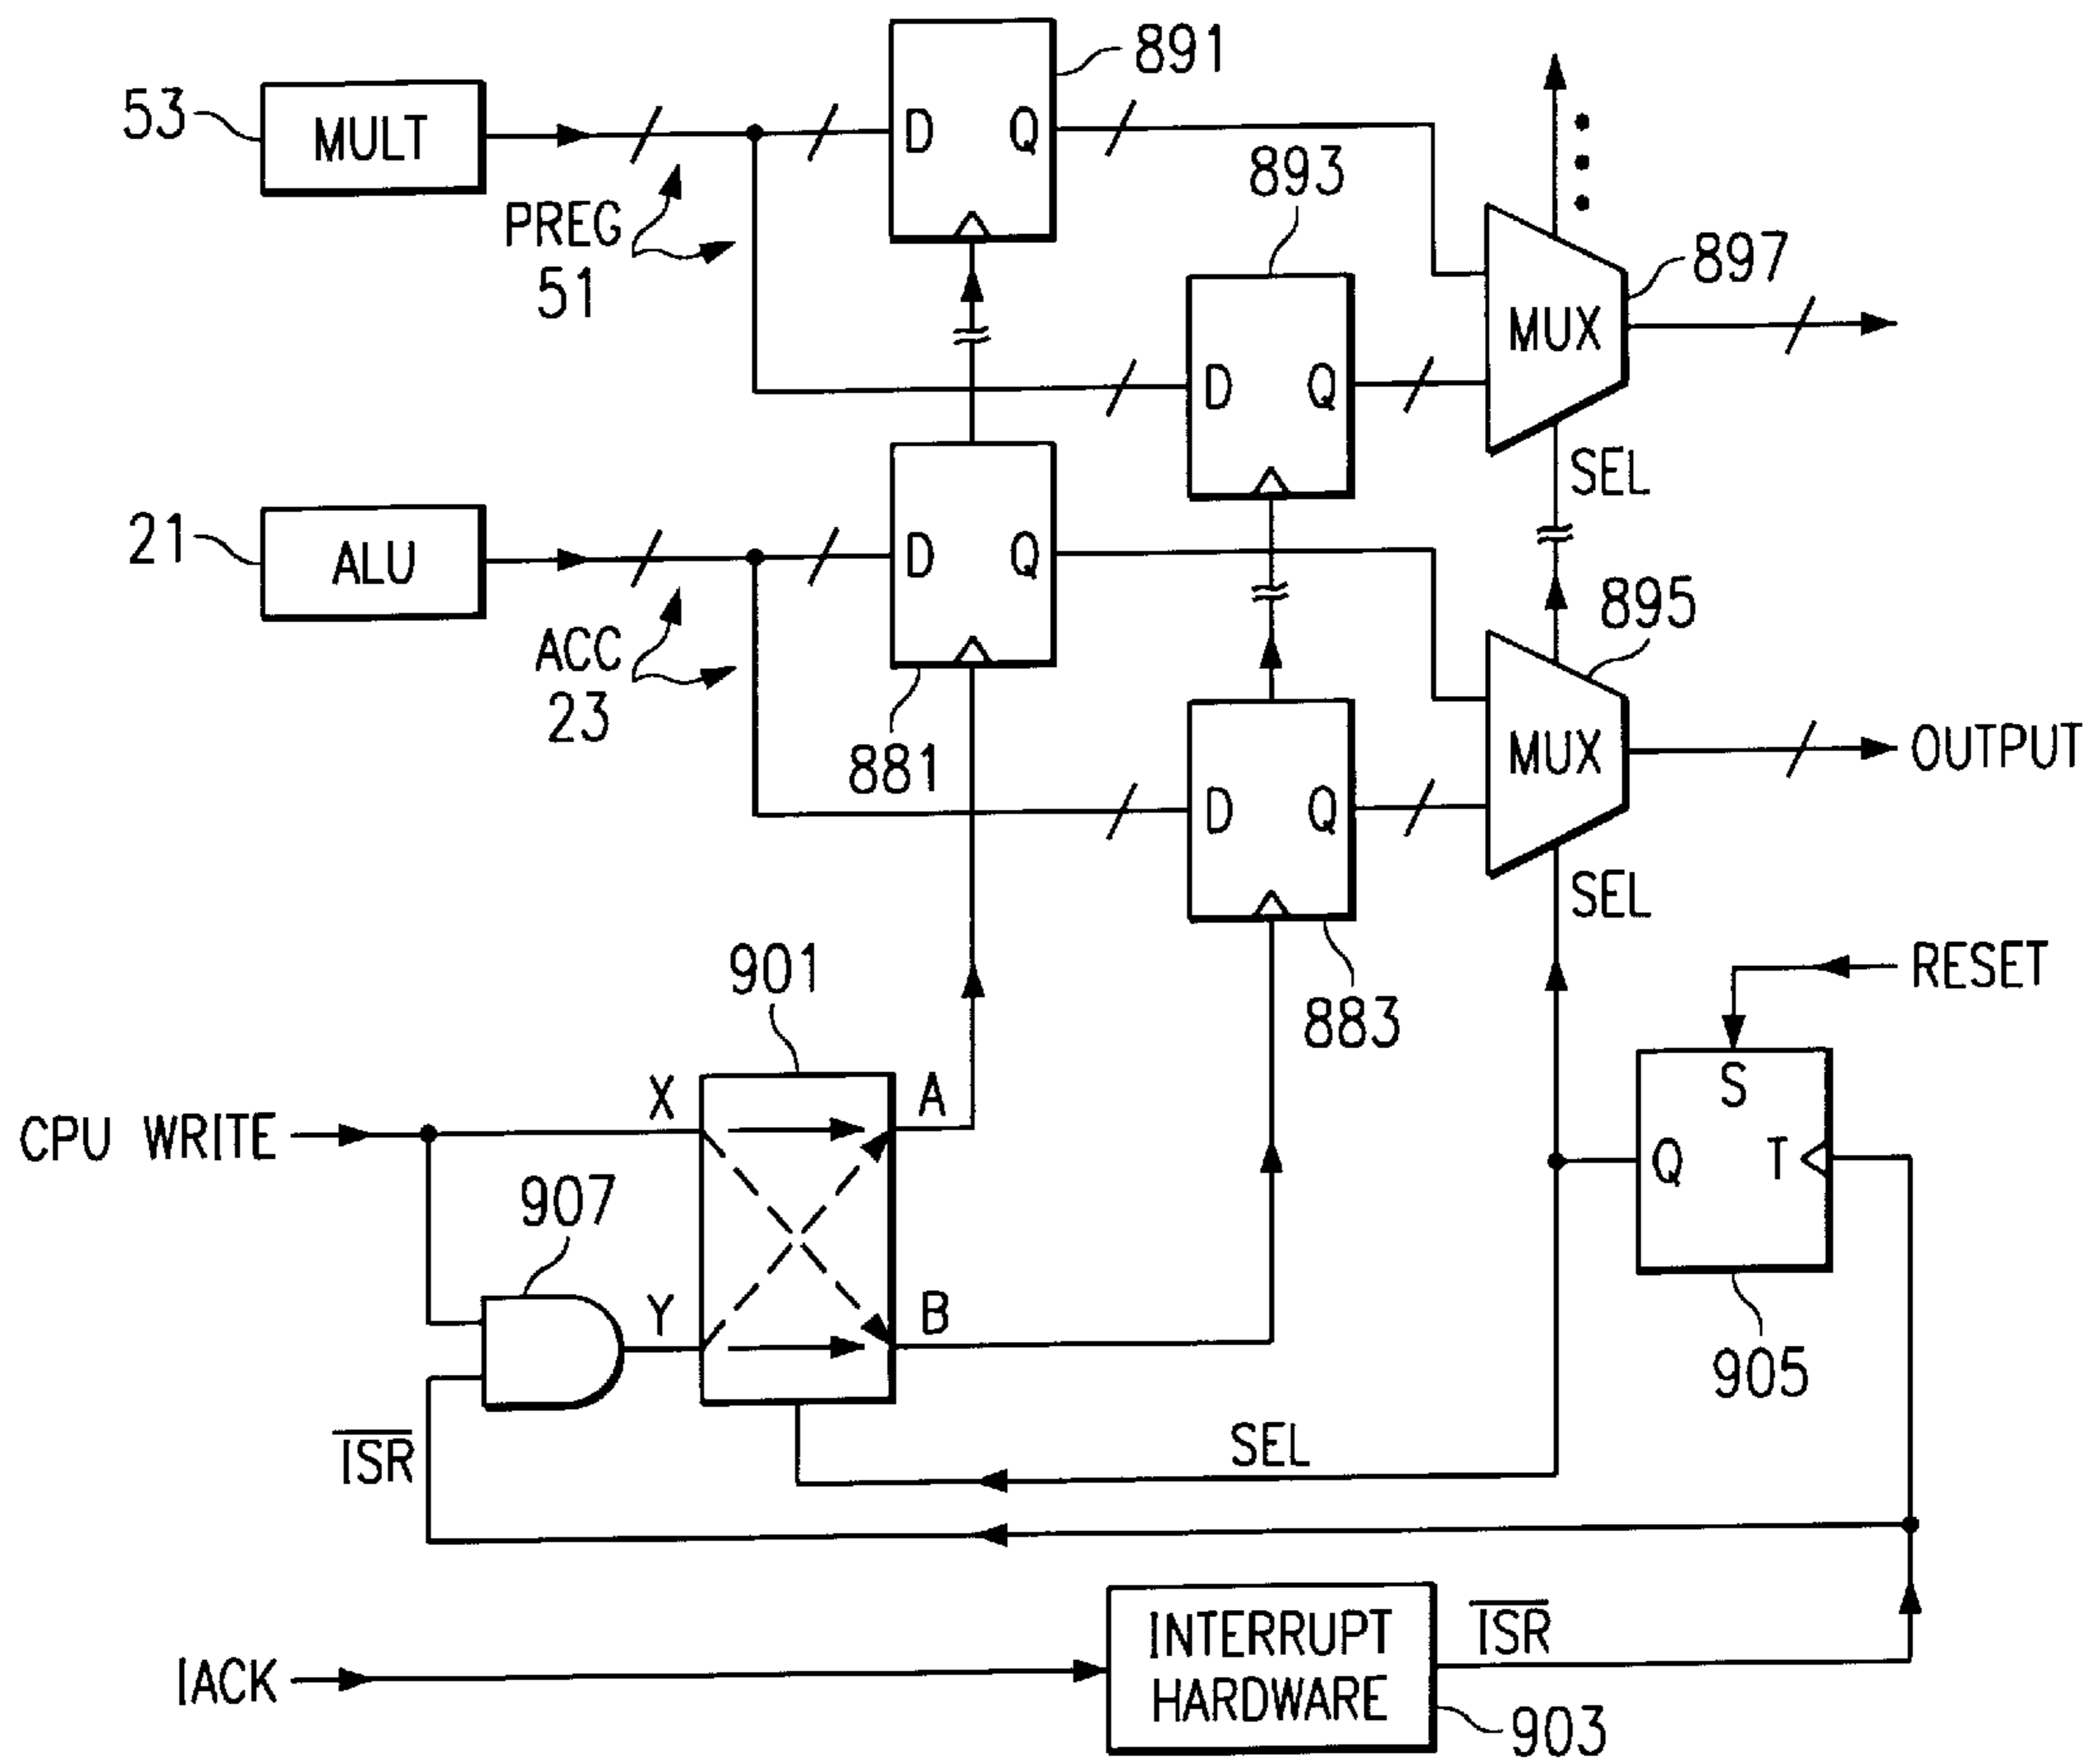 891
53
MULT
D
Q
893
PREG
51
897
MUX
D
Q
SEL
21
ALU
D
Q
895
ACC
23
881
MUX
OUTPUT
D
Q
SEL
901
RESET
883
X
A
S
CPU WRITE
Q
T
907
Y
B
905
ISR
SEL
INTERRUPT
HARDWARE
ISR
IACK
903